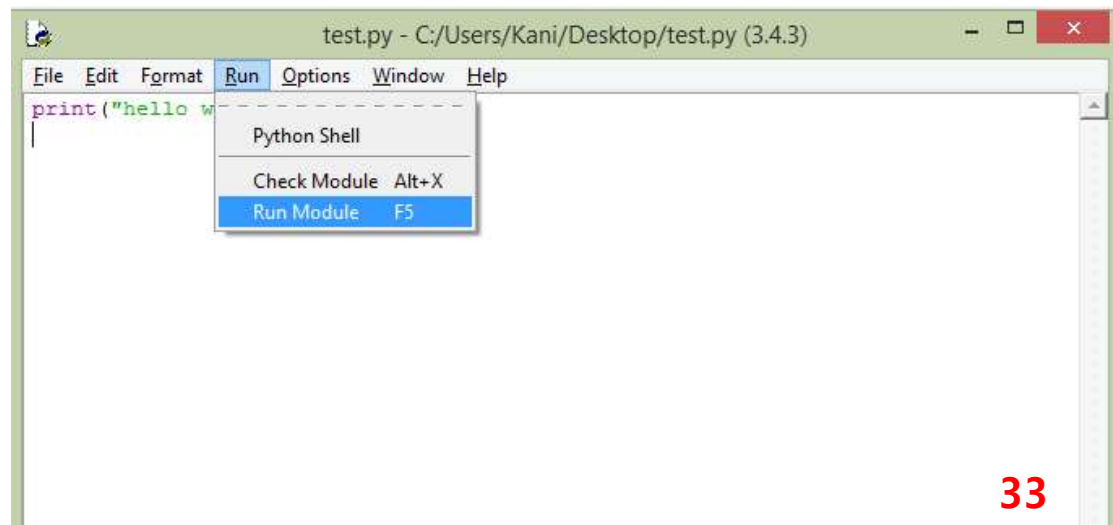 test.py - C:/Users/Kani/Desktop/test.py (3.4.3)
File Edit Format Run Options Window Help
print("hello w
Python Shell
Check Module Alt+X
Run Module F5
33